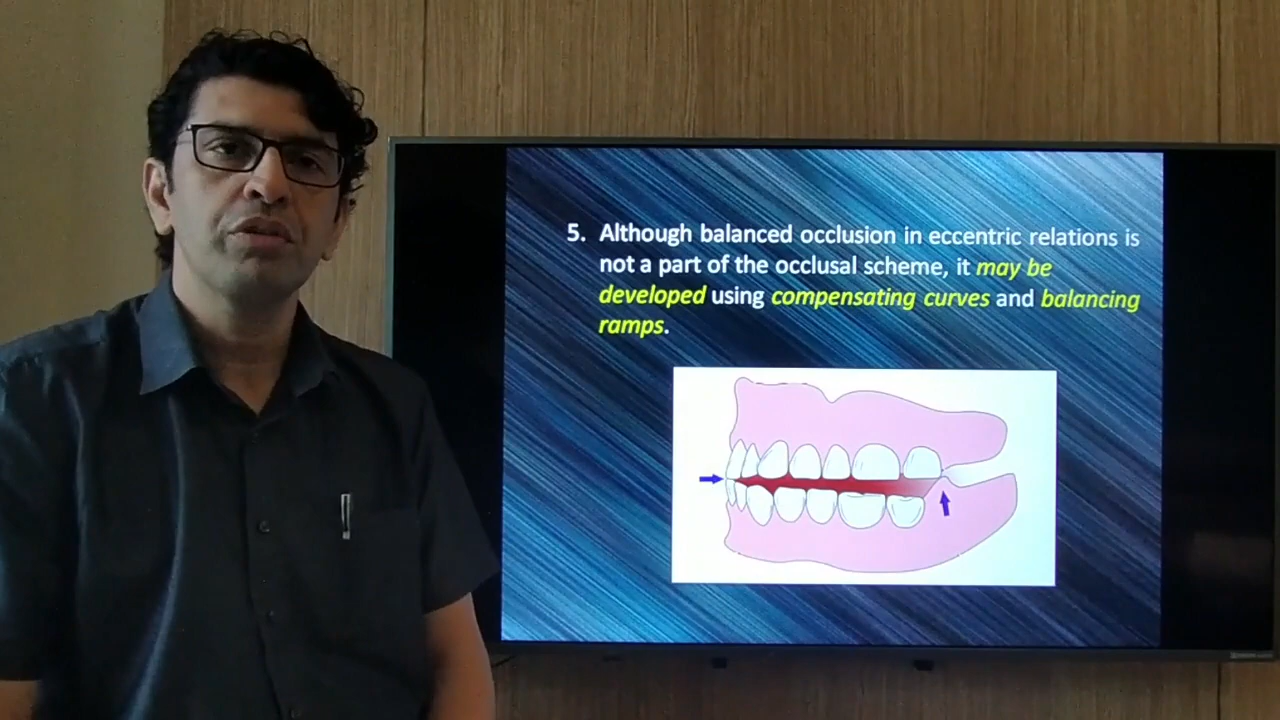 5. Although balanced occlusion in eccentric relations is
not a part of the occlusal scheme, it may be
developed using compensating curves and balancing
ramps.